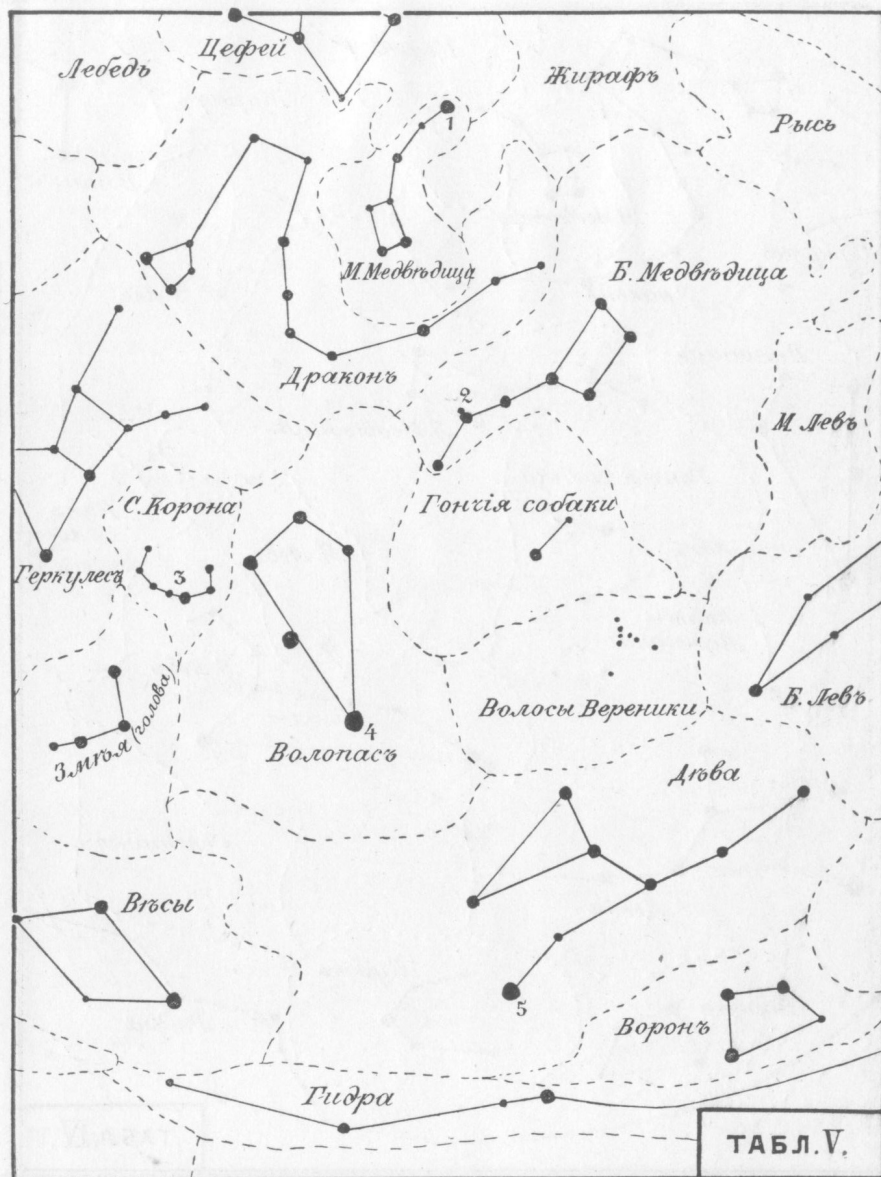 Цефей
Лебедь
Жирафъ
Рысь
1
М.Медвѣдица
Б. Медвѣдица
Драконъ
2
М Левъ
С. Корона
Гончія собаки
Геркулесъ
3
Змѣя (голова)
4
Волопасъ
Волосы Вереники
Б. Левъ
Дѣва
Вѣсы
5
Воронъ
Гидра
ТАБЛ. V.